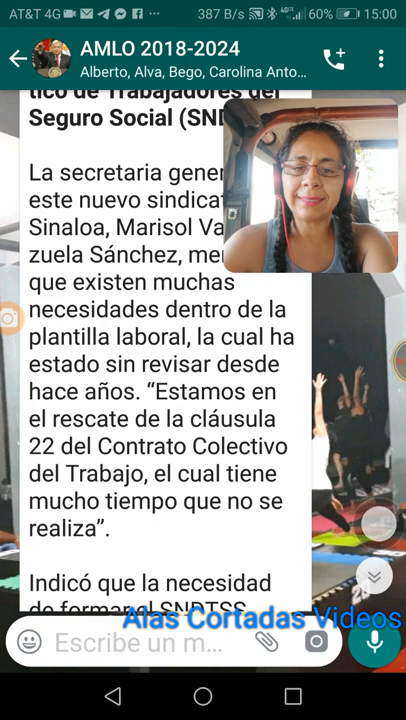 AT&T 4G 387 B/s 4G 60% 15:00
AMLO 2018-2024
Alberto, Alva, Bego, Carolina Anto...
tico de Trabajadores del
Seguro Social (SND
La secretaria gener
este nuevo sindicat
Sinaloa, Marisol Va
zuela Sánchez, me
que existen muchas
necesidades dentro de la
plantilla laboral, la cual ha
estado sin revisar desde
hace años. “Estamos en
el rescate de la cláusula
22 del Contrato Colectivo
del Trabajo, el cual tiene
mucho tiempo que no se
realiza”.
Indicó que la necesidad
de formar el SNDTSS
Alas Cortadas Videos
Escribe un m...